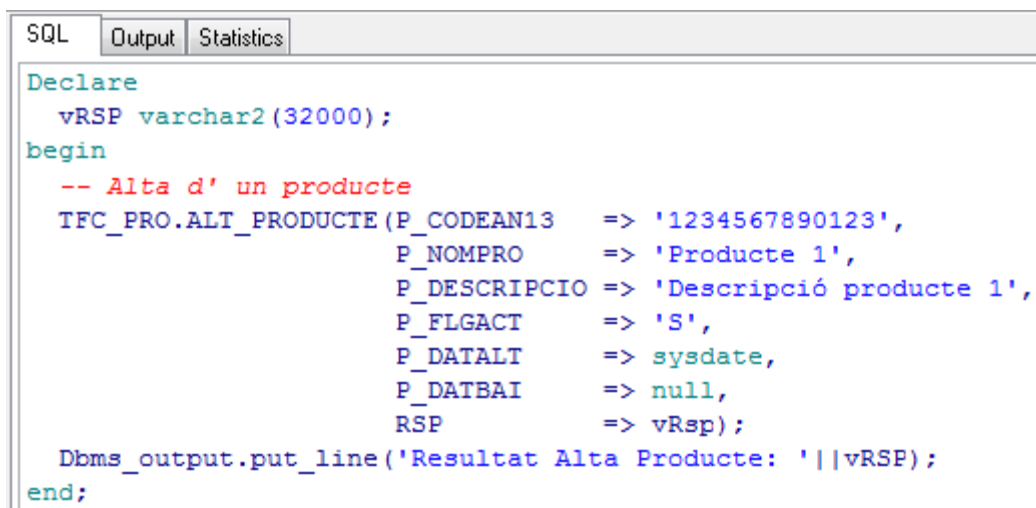 SQL Output Statistics
Declare
  vRSP varchar2(32000);
begin
  -- Alta d' un producte
  TFC_PRO.ALT_PRODUCTE(P_CODEAN13   => '1234567890123',
                       P_NOMPRO     => 'Producte 1',
                       P_DESCRIPCIO => 'Descripció producte 1',
                       P_FLGACT     => 'S',
                       P_DATALT     => sysdate,
                       P_DATBAI     => null,
                       RSP          => vRsp);
  Dbms_output.put_line('Resultat Alta Producte: '||vRSP);
end;